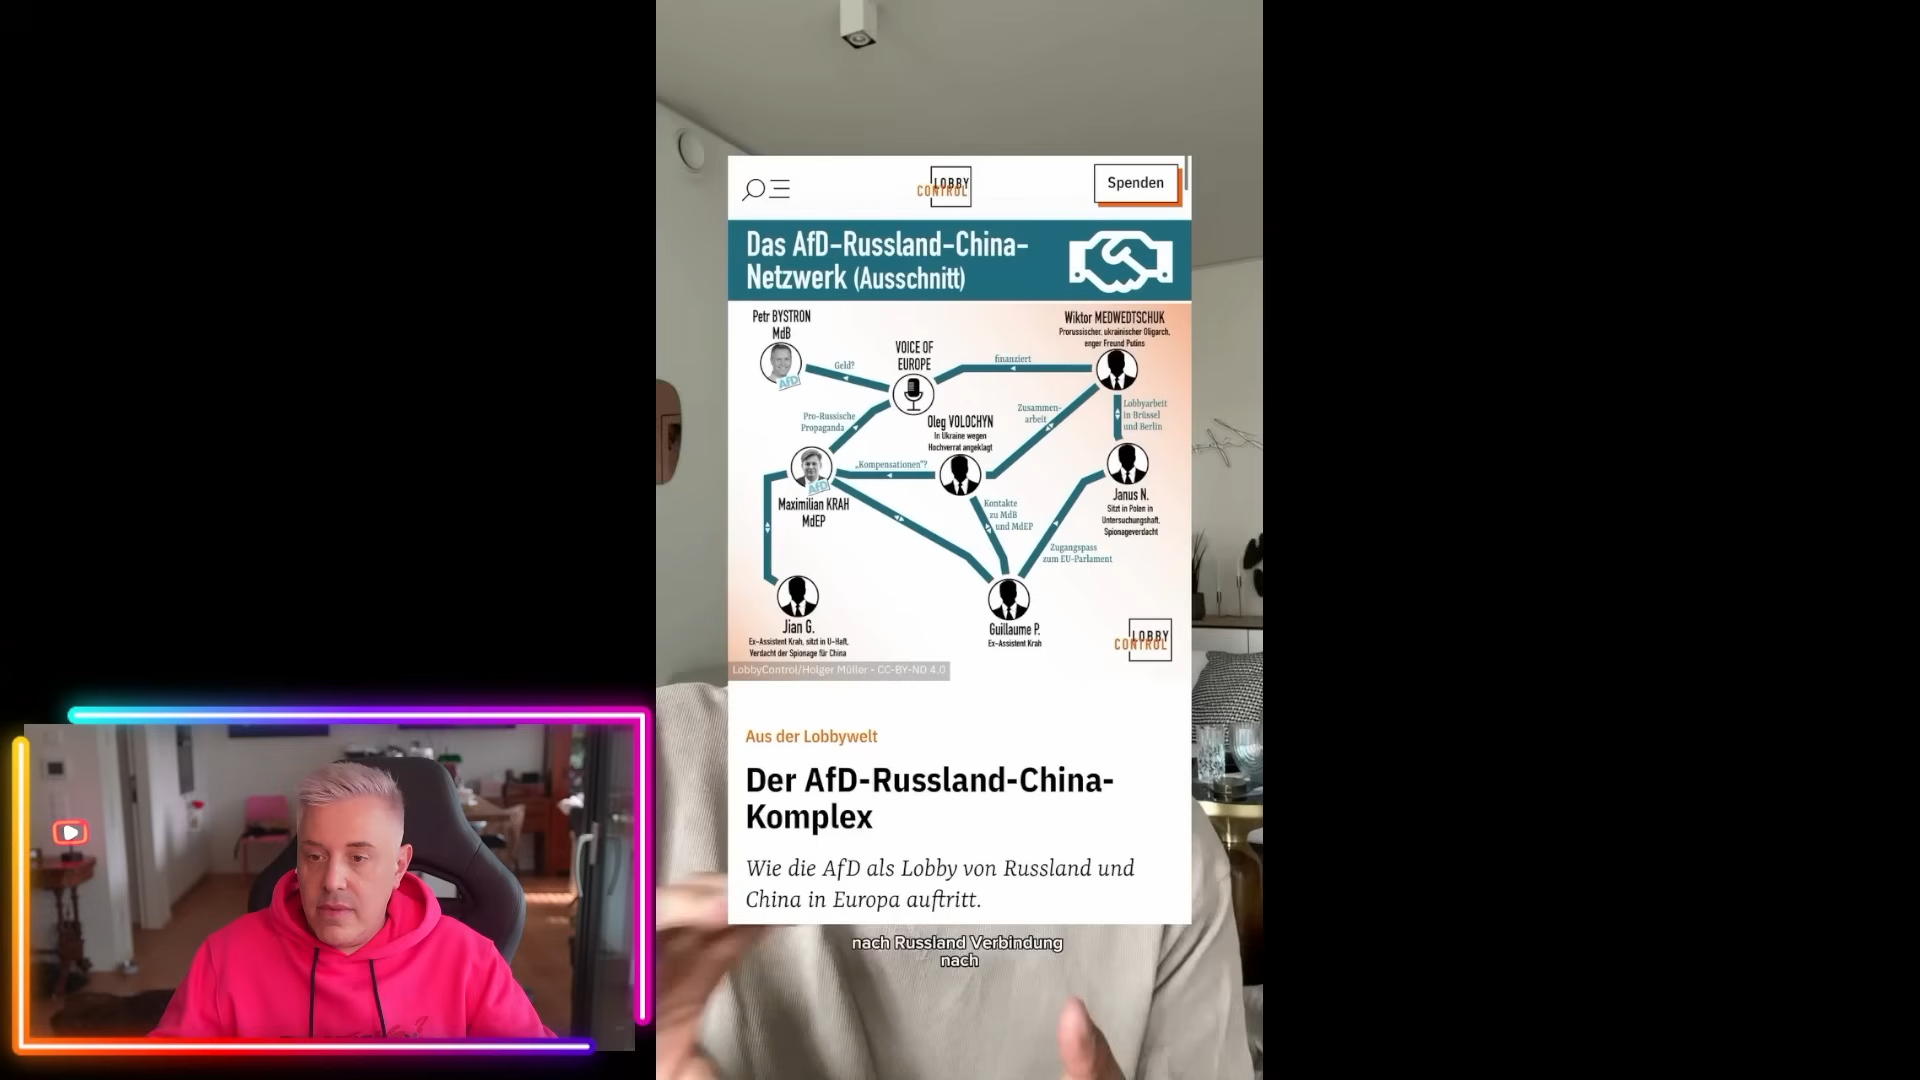 LOBBY
CONTROL
Spenden
Das AfD-Russland-China-
Netzwerk (Ausschnitt)
Petr BYSTRON
MdB
AfD
Geld?
VOICE OF
EUROPE
finanziert
Wiktor MEDWEDTSCHUK
Prorussischer, ukrainischer Oligarch,
enger Freund Putins
Pro-Russische
Propaganda
Zusammen-
arbeit
Lobbyarbeit
in Brüssel
und Berlin
Oleg VOLOCHYN
In Ukraine wegen
Hochverrat angeklagt
„Kompensationen“?
AfD
Maximilian KRAH
MdEP
Kontakte
zu MdB
und MdEP
Janus N.
Sitzt in Polen in
Untersuchungshaft,
Spionageverdacht
Zugangspass
zum EU-Parlament
Jian G.
Ex-Assistent Krah, sitzt in U-Haft,
Verdacht der Spionage für China
Guillaume P.
Ex-Assistent Krah
LOBBY
CONTROL
LobbyControl/Holger Müller - CC-BY-ND 4.0
Aus der Lobbywelt
Der AfD-Russland-China-
Komplex
Wie die AfD als Lobby von Russland und
China in Europa auftritt.
nach Russland Verbindung
nach